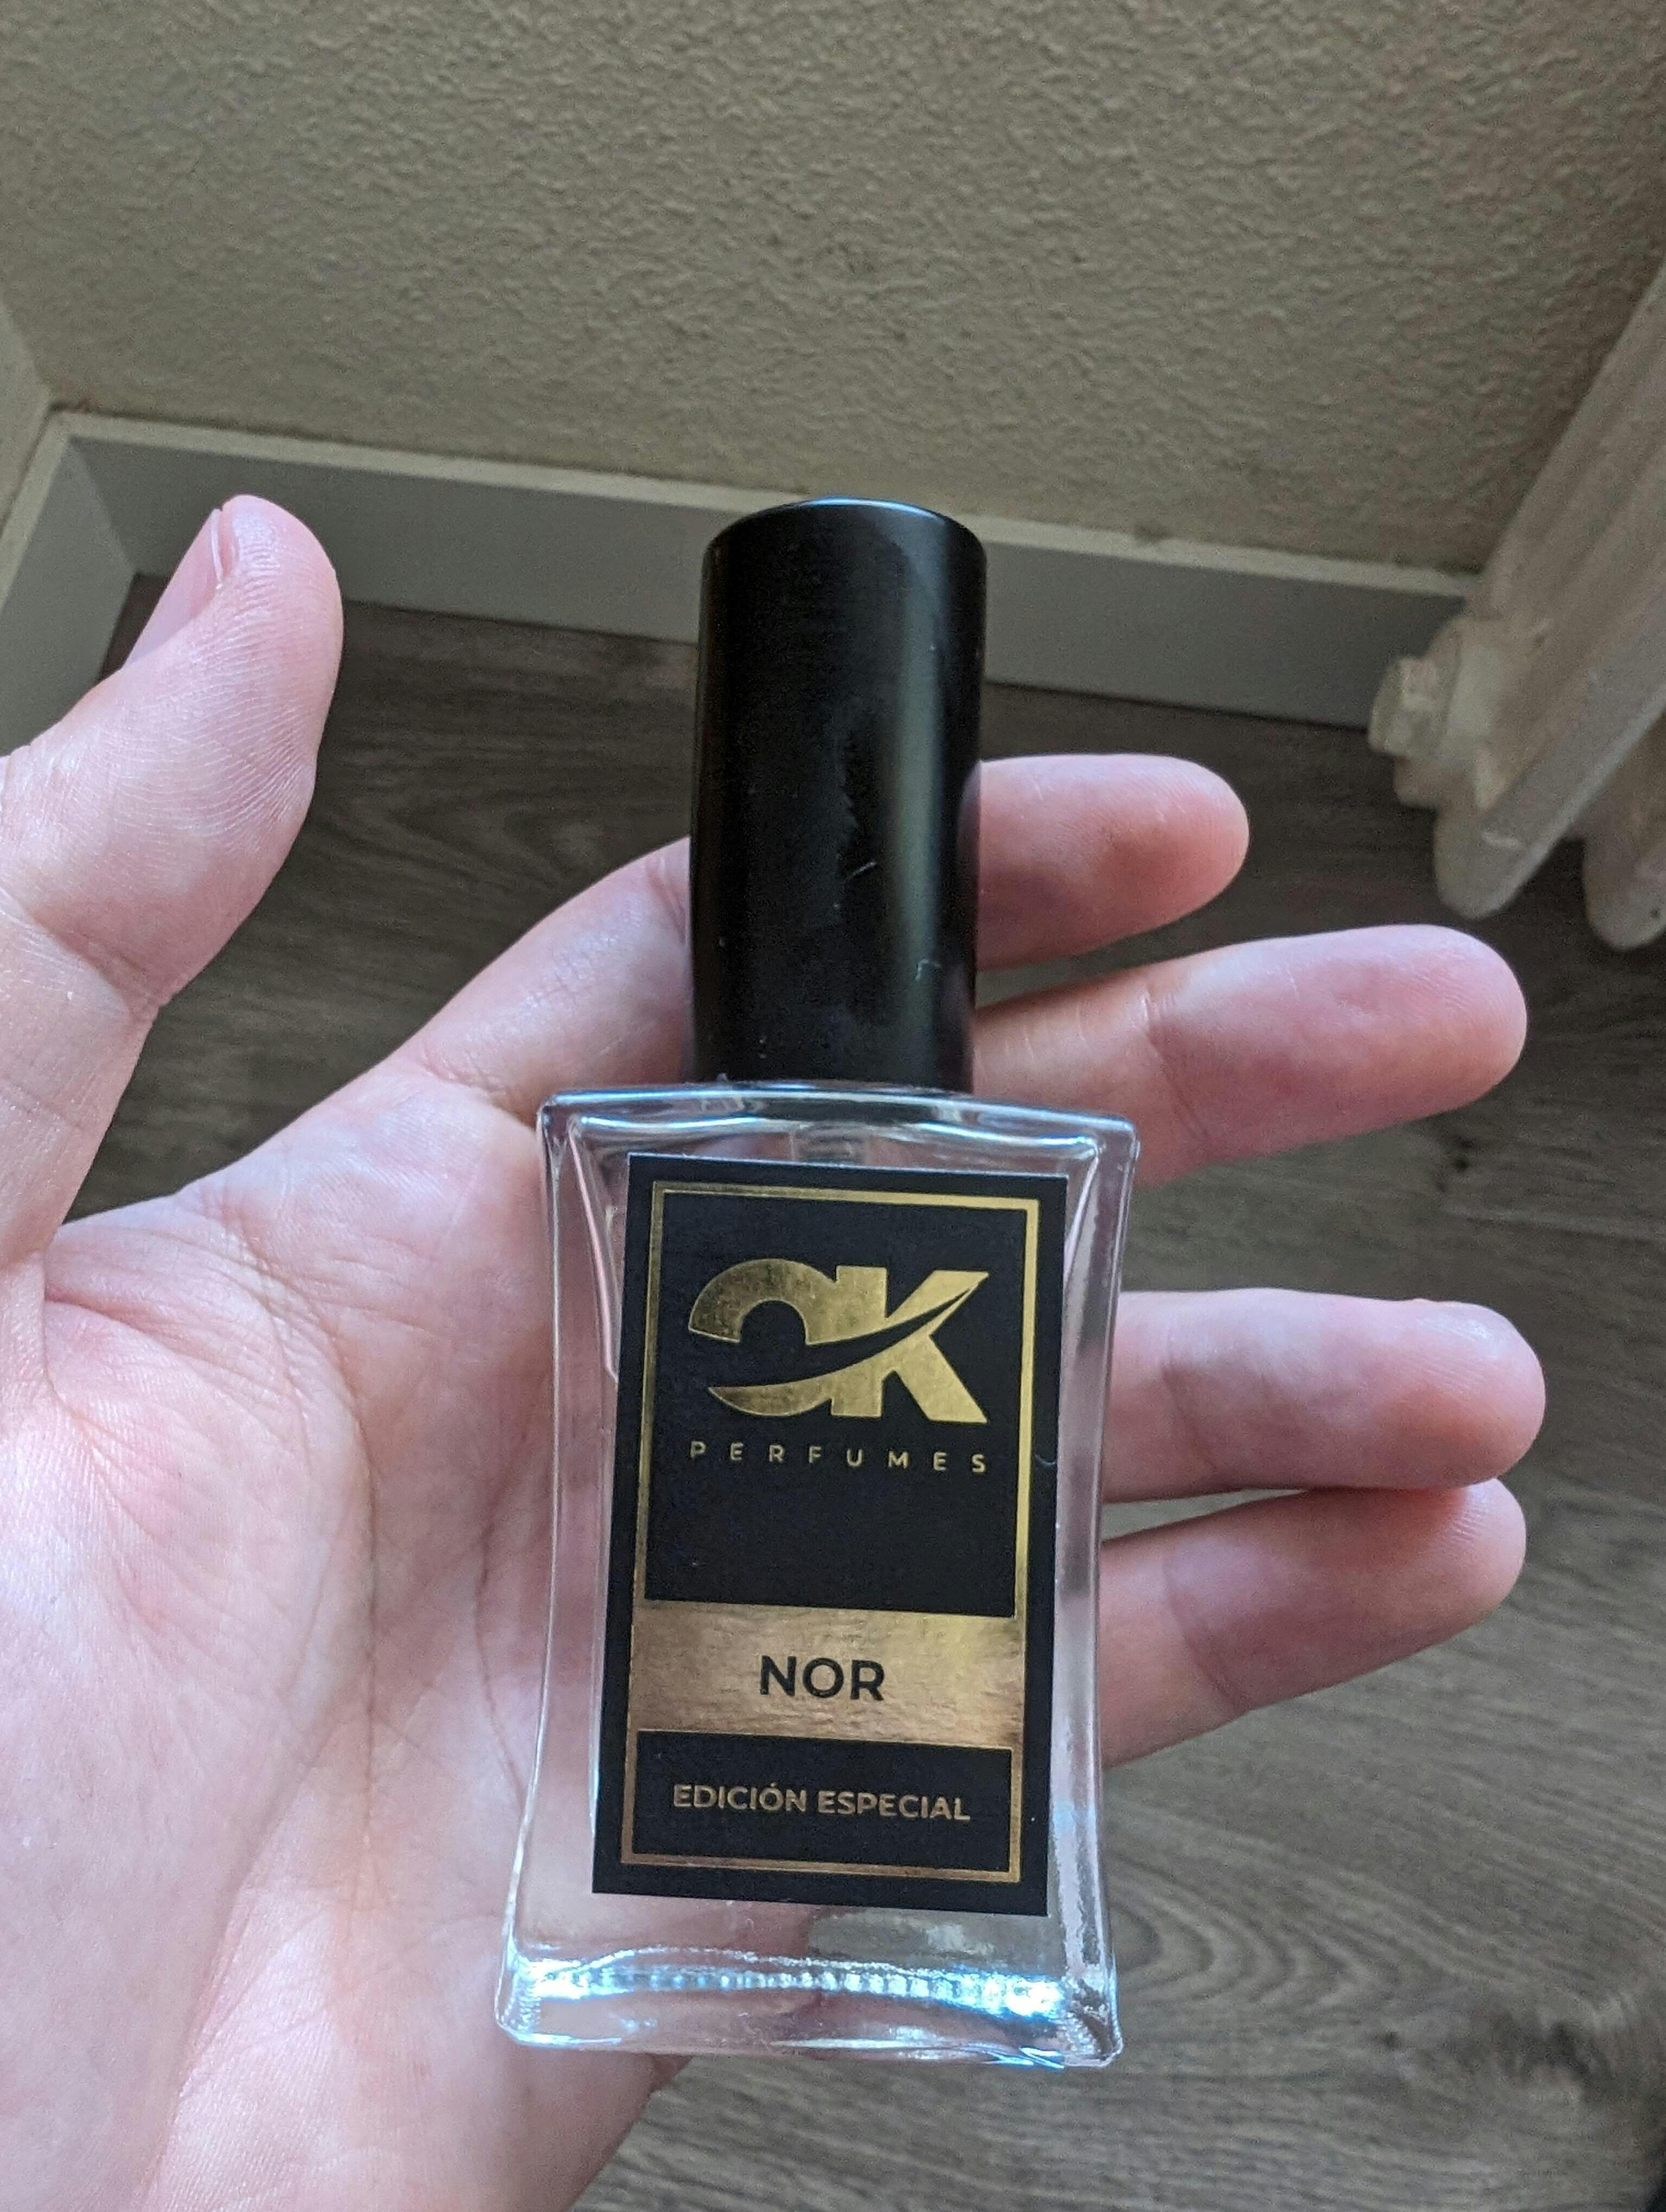 OK
PERFUMES
NOR
EDICIÓN ESPECIAL